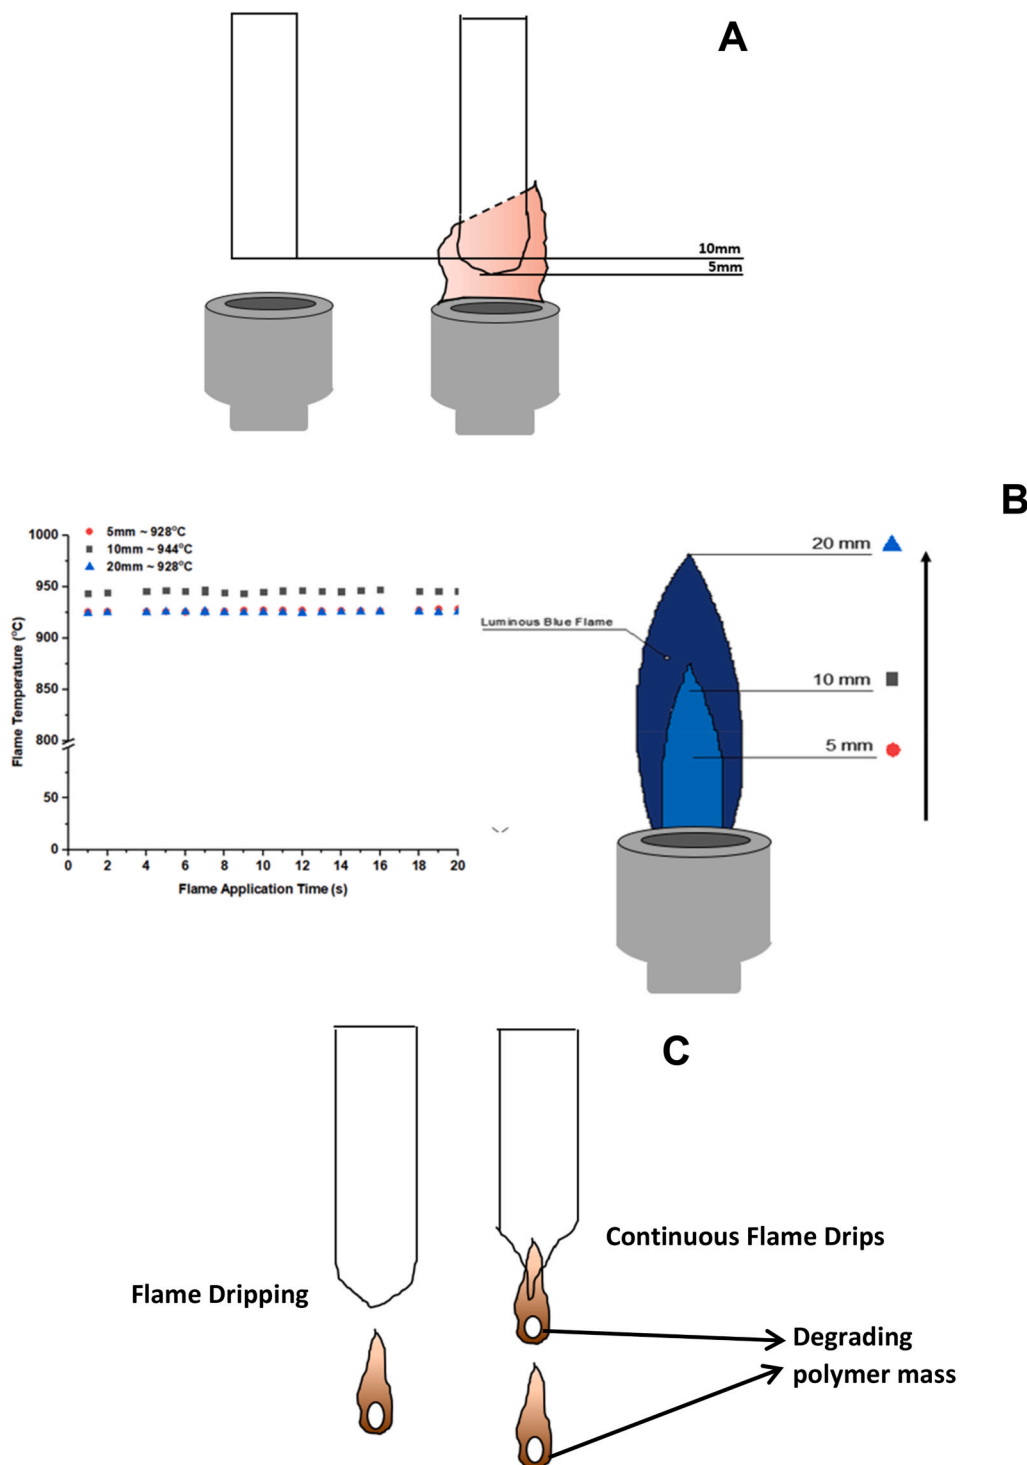 A
10mm
5mm
B
1000
950
900
850
800
50
0
Flame Temperature (°C)
5mm ~ 928°C
10mm ~ 944°C
20mm ~ 928°C
0 2 4 6 8 10 12 14 16 18 20
Flame Application Time (s)
Luminous Blue Flame
20 mm
10 mm
5 mm
C
Flame Dripping
Continuous Flame Drips
Degrading
polymer mass